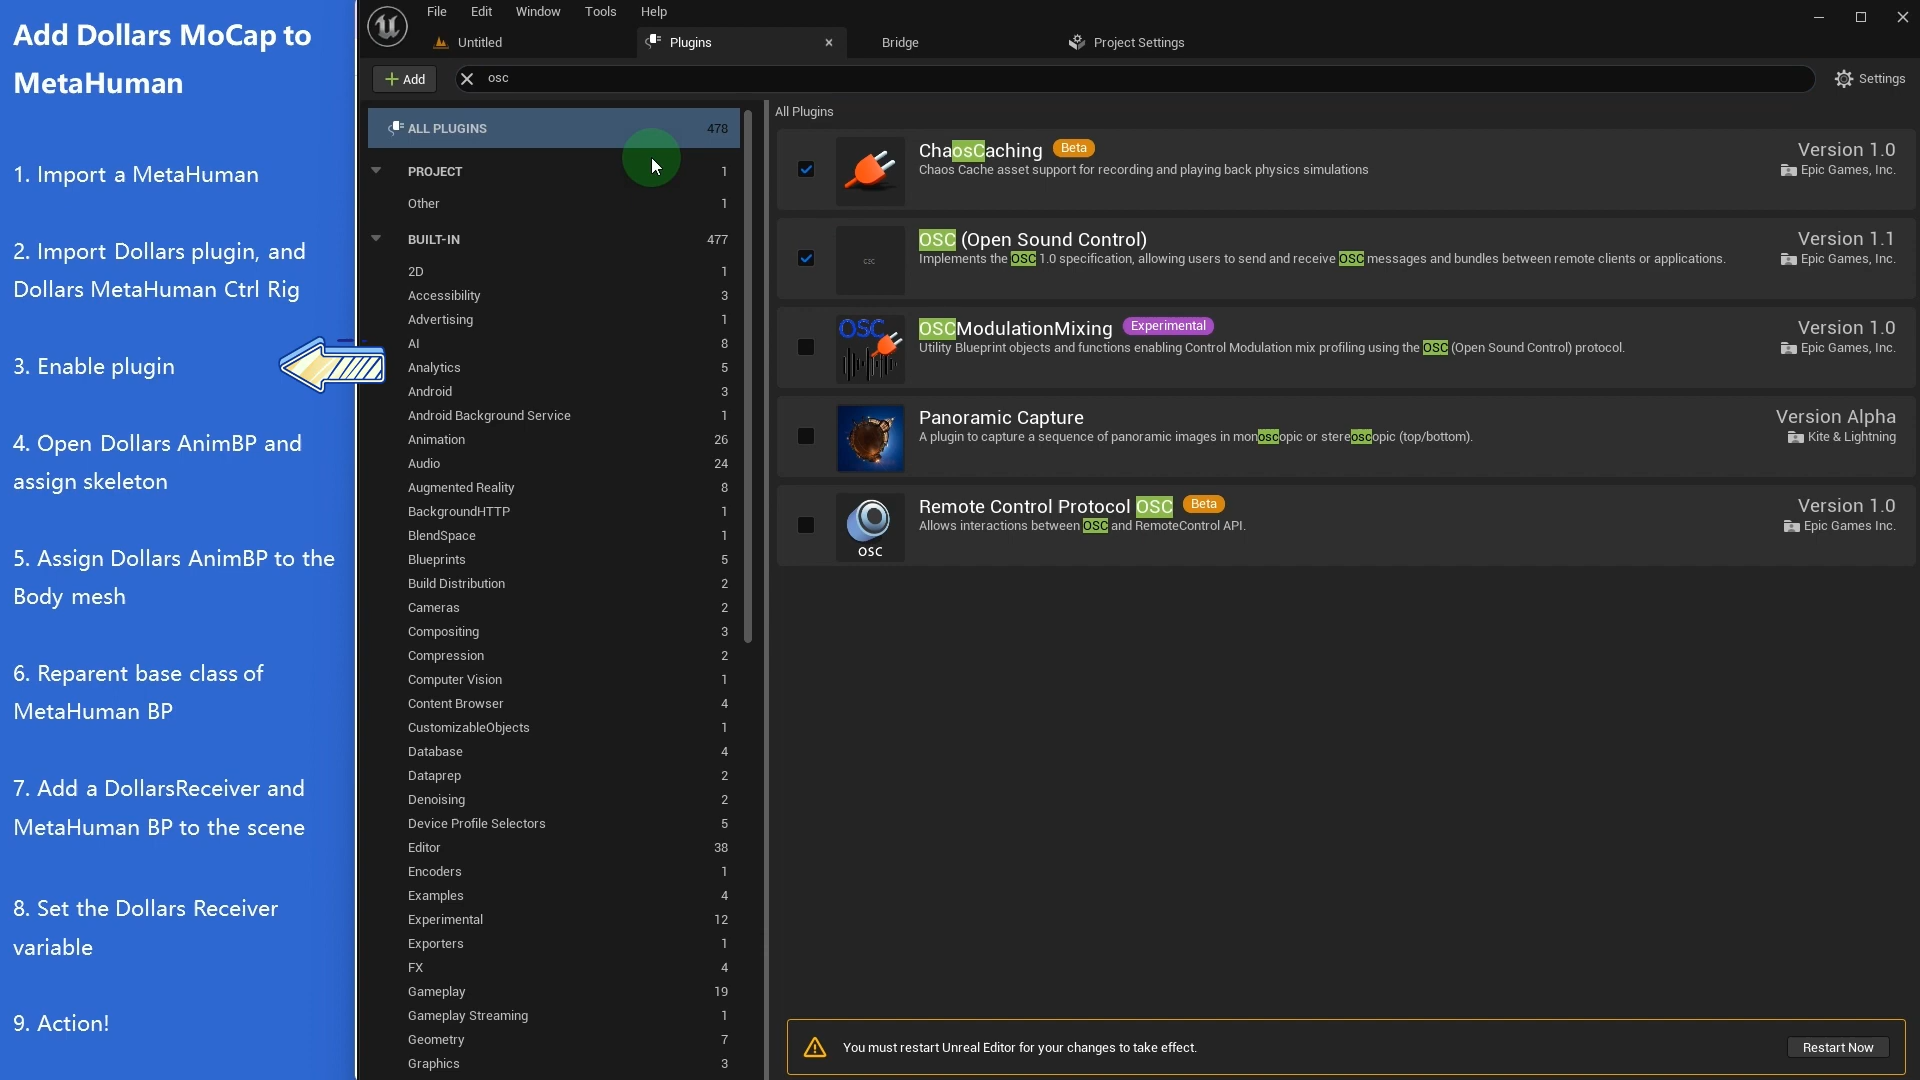 Add Dollars MoCap to
MetaHuman
1. Import a MetaHuman
2. Import Dollars plugin, and
Dollars MetaHuman Ctrl Rig
3. Enable plugin
4. Open Dollars AnimBP and
assign skeleton
5. Assign Dollars AnimBP to the
Body mesh
6. Reparent base class of
MetaHuman BP
7. Add a DollarsReceiver and
MetaHuman BP to the scene
8. Set the Dollars Receiver
variable
9. Action!
File Edit Window Tools Help
Untitled Plugins Bridge Project Settings
Add osc Settings
ALL PLUGINS 478
PROJECT 1
Other 1
BUILT-IN 477
2D 1
Accessibility 3
Advertising 1
AI 8
Analytics 5
Android 3
Android Background Service 1
Animation 26
Audio 24
Augmented Reality 8
BackgroundHTTP 1
BlendSpace 1
Blueprints 5
Build Distribution 2
Cameras 2
Compositing 3
Compression 2
Computer Vision 1
Content Browser 4
CustomizableObjects 1
Database 4
Dataprep 2
Denoising 2
Device Profile Selectors 5
Editor 38
Encoders 1
Examples 4
Experimental 12
Exporters 1
FX 4
Gameplay 19
Gameplay Streaming 1
Geometry 7
Graphics 3
All Plugins
ChaosCaching Beta Version 1.0
Chaos Cache asset support for recording and playing back physics simulations Epic Games, Inc.
OSC (Open Sound Control) Version 1.1
Implements the OSC 1.0 specification, allowing users to send and receive OSC messages and bundles between remote clients or applications. Epic Games, Inc.
OSC
OSC
OSCModulationMixing Experimental Version 1.0
Utility Blueprint objects and functions enabling Control Modulation mix profiling using the OSC (Open Sound Control) protocol. Epic Games, Inc.
Panoramic Capture Version Alpha
A plugin to capture a sequence of panoramic images in monoscopic or stereoscopic (top/bottom). Kite & Lightning
Remote Control Protocol OSC Beta Version 1.0
Allows interactions between OSC and RemoteControl API. Epic Games Inc.
OSC
You must restart Unreal Editor for your changes to take effect. Restart Now